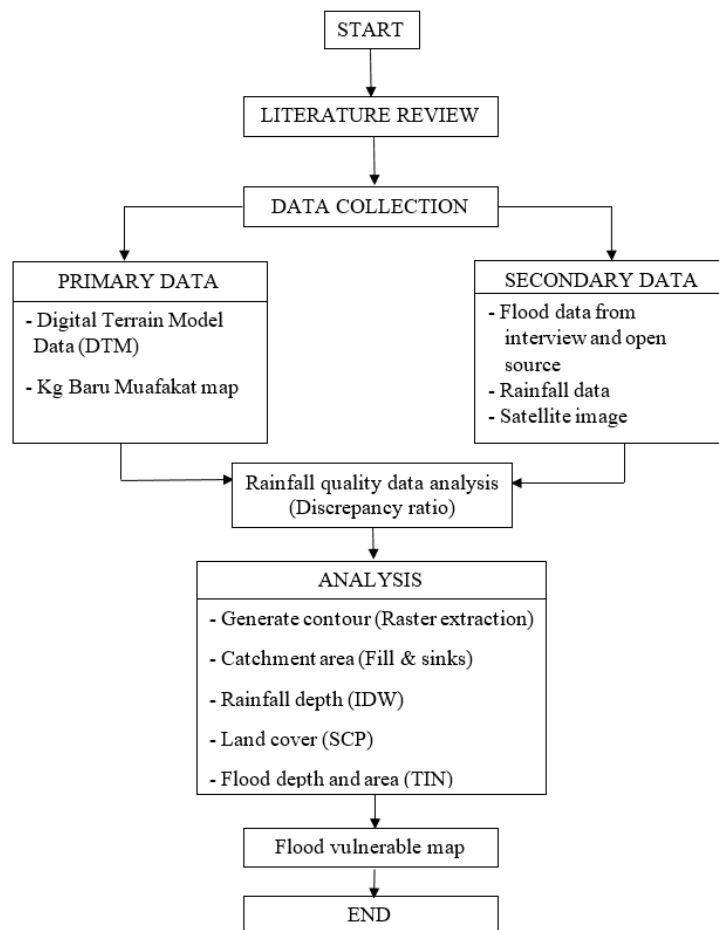 START
LITERATURE REVIEW
DATA COLLECTION
PRIMARY DATA
- Digital Terrain Model
Data (DTM)
- Kg Baru Muafakat map
SECONDARY DATA
- Flood data from
interview and open
source
- Rainfall data
- Satellite image
Rainfall quality data analysis
(Discrepancy ratio)
ANALYSIS
- Generate contour (Raster extraction)
- Catchment area (Fill & sinks)
- Rainfall depth (IDW)
- Land cover (SCP)
- Flood depth and area (TIN)
Flood vulnerable map
END